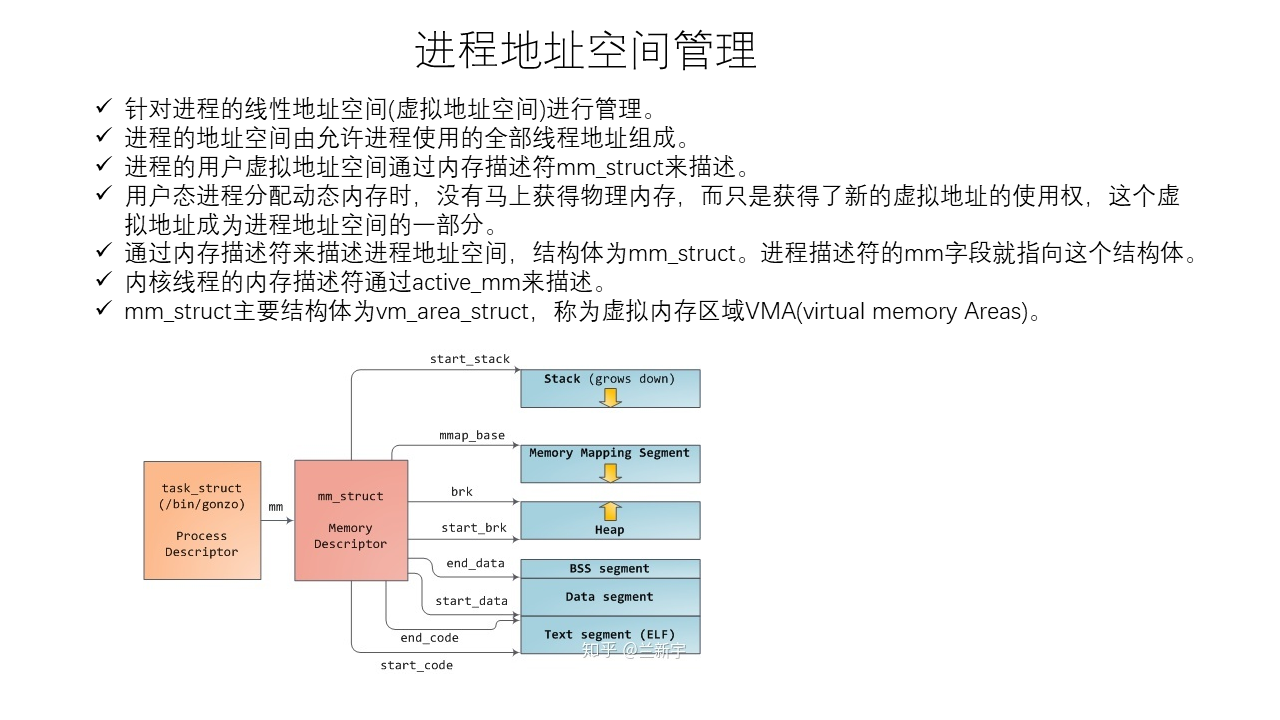 进程地址空间管理
针对进程的线性地址空间(虚拟地址空间)进行管理。
进程的地址空间由允许进程使用的全部线程地址组成。
进程的用户虚拟地址空间通过内存描述符mm_struct来描述。
用户态进程分配动态内存时，没有马上获得物理内存，而只是获得了新的虚拟地址的使用权，这个虚
拟地址成为进程地址空间的一部分。
通过内存描述符来描述进程地址空间，结构体为mm_struct。进程描述符的mm字段就指向这个结构体。
内核线程的内存描述符通过active_mm来描述。
mm_struct主要结构体为vm_area_struct，称为虚拟内存区域VMA(virtual memory Areas)。
start_stack
Stack (grows down)
mmap_base
Memory Mapping Segment
task_struct
(/bin/gonzo)
Process
Descriptor
mm
mm_struct
Memory
Descriptor
brk
start_brk
Heap
end_data
BSS segment
Data segment
start_data
Text segment (ELF)
end_code
start_code
知乎 @兰新宇